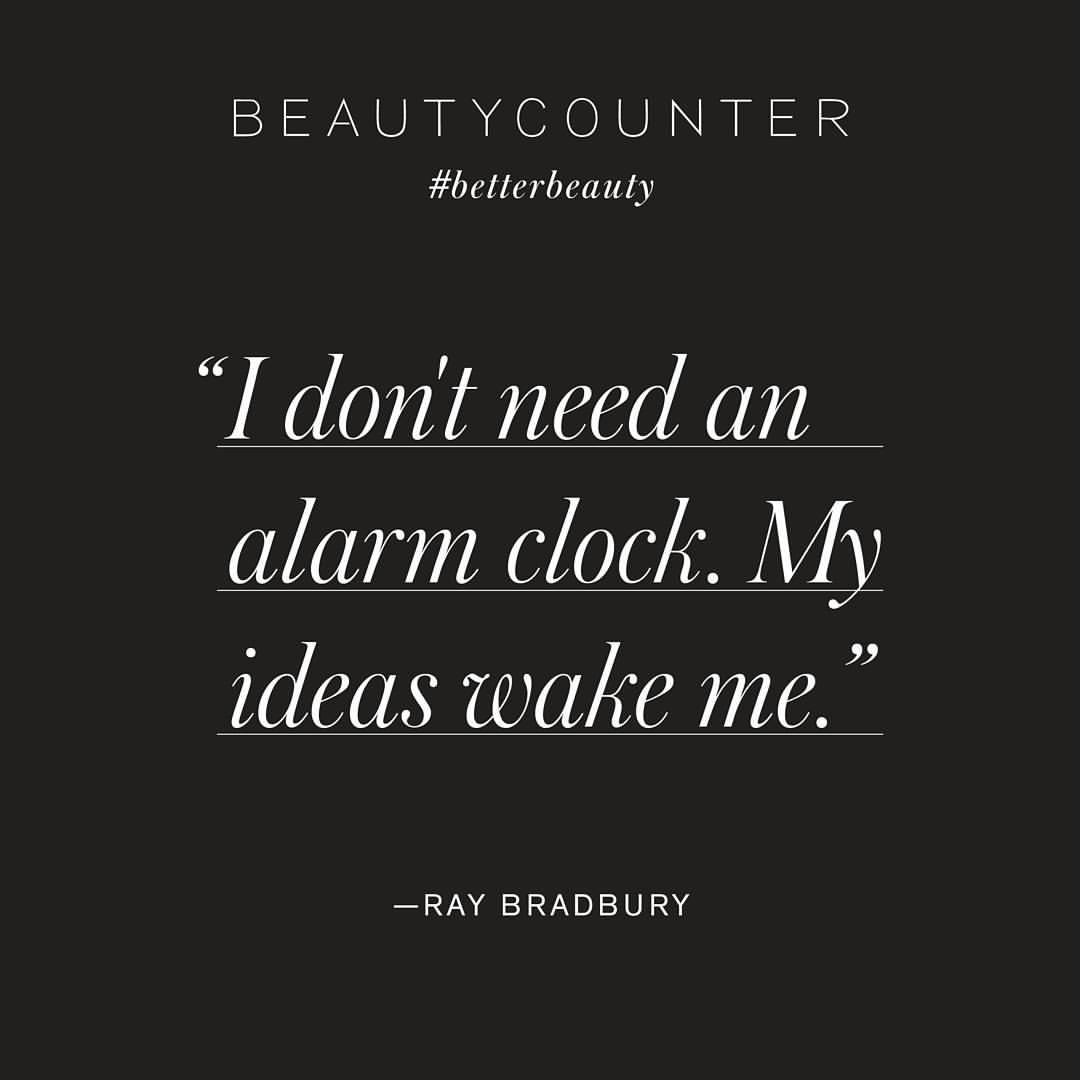 BEAUTYCOUNTER
#betterbeauty
“I don't need an
alarm clock. My
ideas wake me.”
—RAY BRADBURY